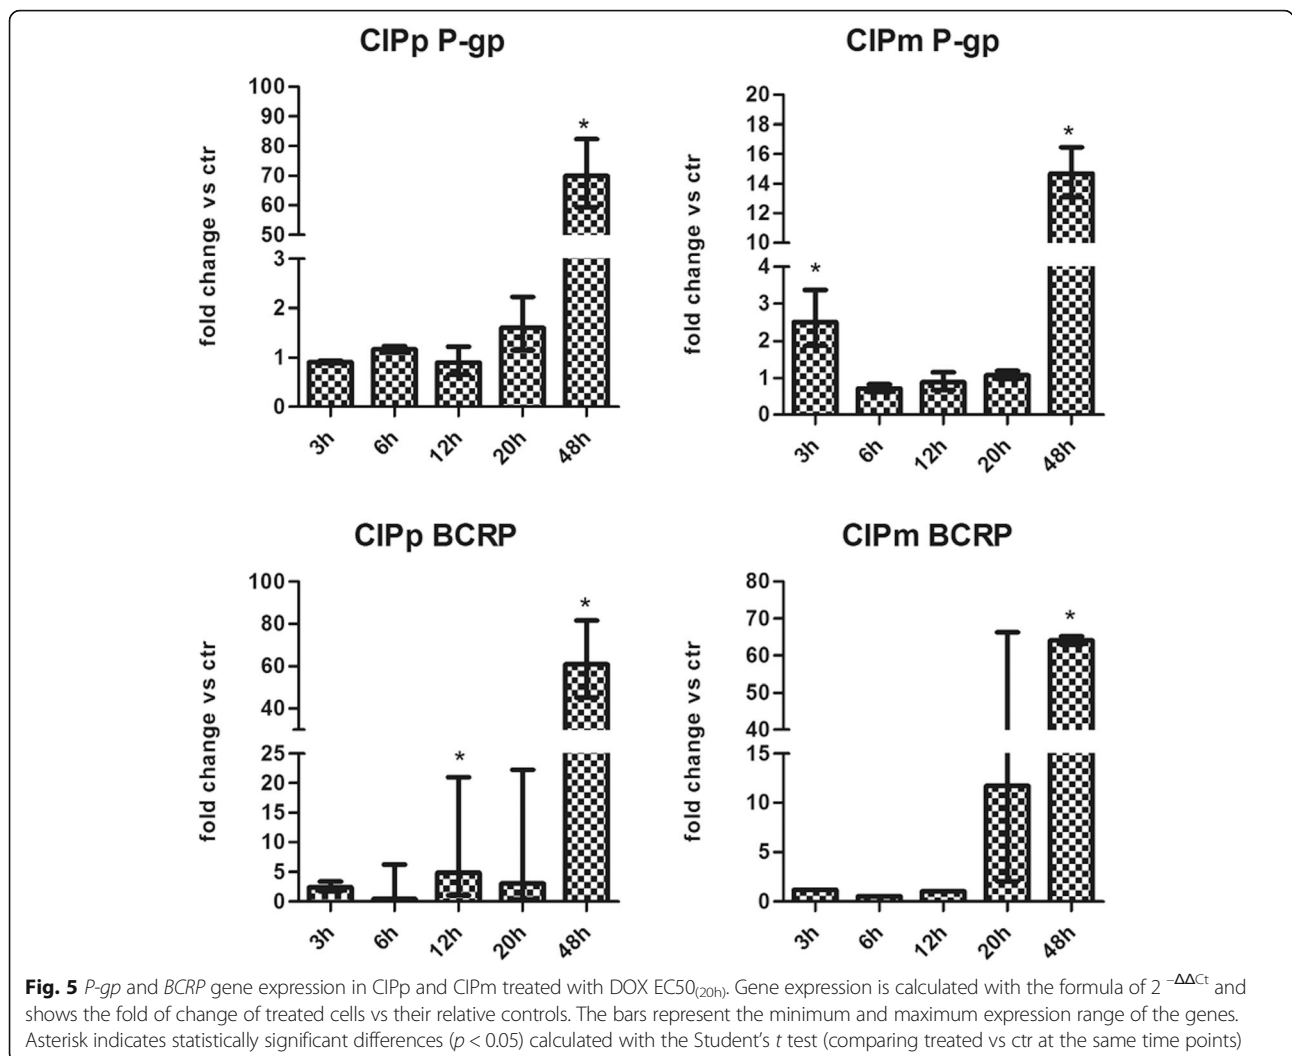 CIPp P-gp
fold change vs ctr
100
90
80
70
60
50
3
2
1
0
*
3h
6h
12h
20h
48h
CIPm P-gp
fold change vs ctr
20
18
16
14
12
10
4
3
2
1
0
*
*
3h
6h
12h
20h
48h
CIPp BCRP
fold change vs ctr
100
80
60
40
25
20
15
10
5
0
*
*
3h
6h
12h
20h
48h
CIPm BCRP
fold change vs ctr
80
70
60
50
40
15
10
5
0
*
3h
6h
12h
20h
48h
Fig. 5 P-gp and BCRP gene expression in CIPp and CIPm treated with DOX EC50(20h). Gene expression is calculated with the formula of 2 −ΔΔCt and
shows the fold of change of treated cells vs their relative controls. The bars represent the minimum and maximum expression range of the genes.
Asterisk indicates statistically significant differences (p < 0.05) calculated with the Student's t test (comparing treated vs ctr at the same time points)